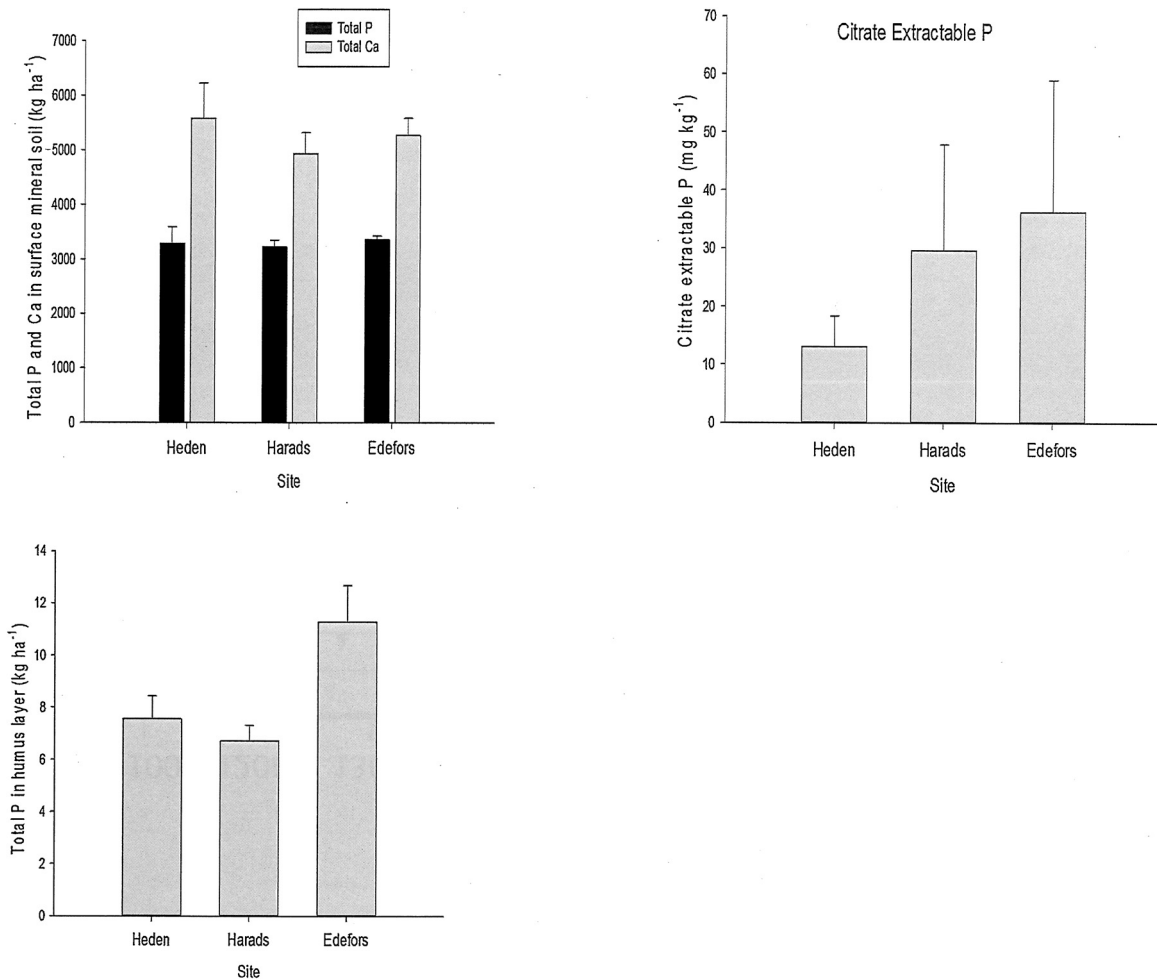 Total P
Total Ca
Total P and Ca in surface mineral soil (kg ha⁻¹)
7000
6000
5000
4000
3000
2000
1000
0
Heden Harads Edefors
Site
Citrate Extractable P
Citrate extractable P (mg kg⁻¹)
70
60
50
40
30
20
10
0
Heden Harads Edefors
Site
Total P in humus layer (kg ha⁻¹)
14
12
10
8
6
4
2
0
Heden Harads Edefors
Site